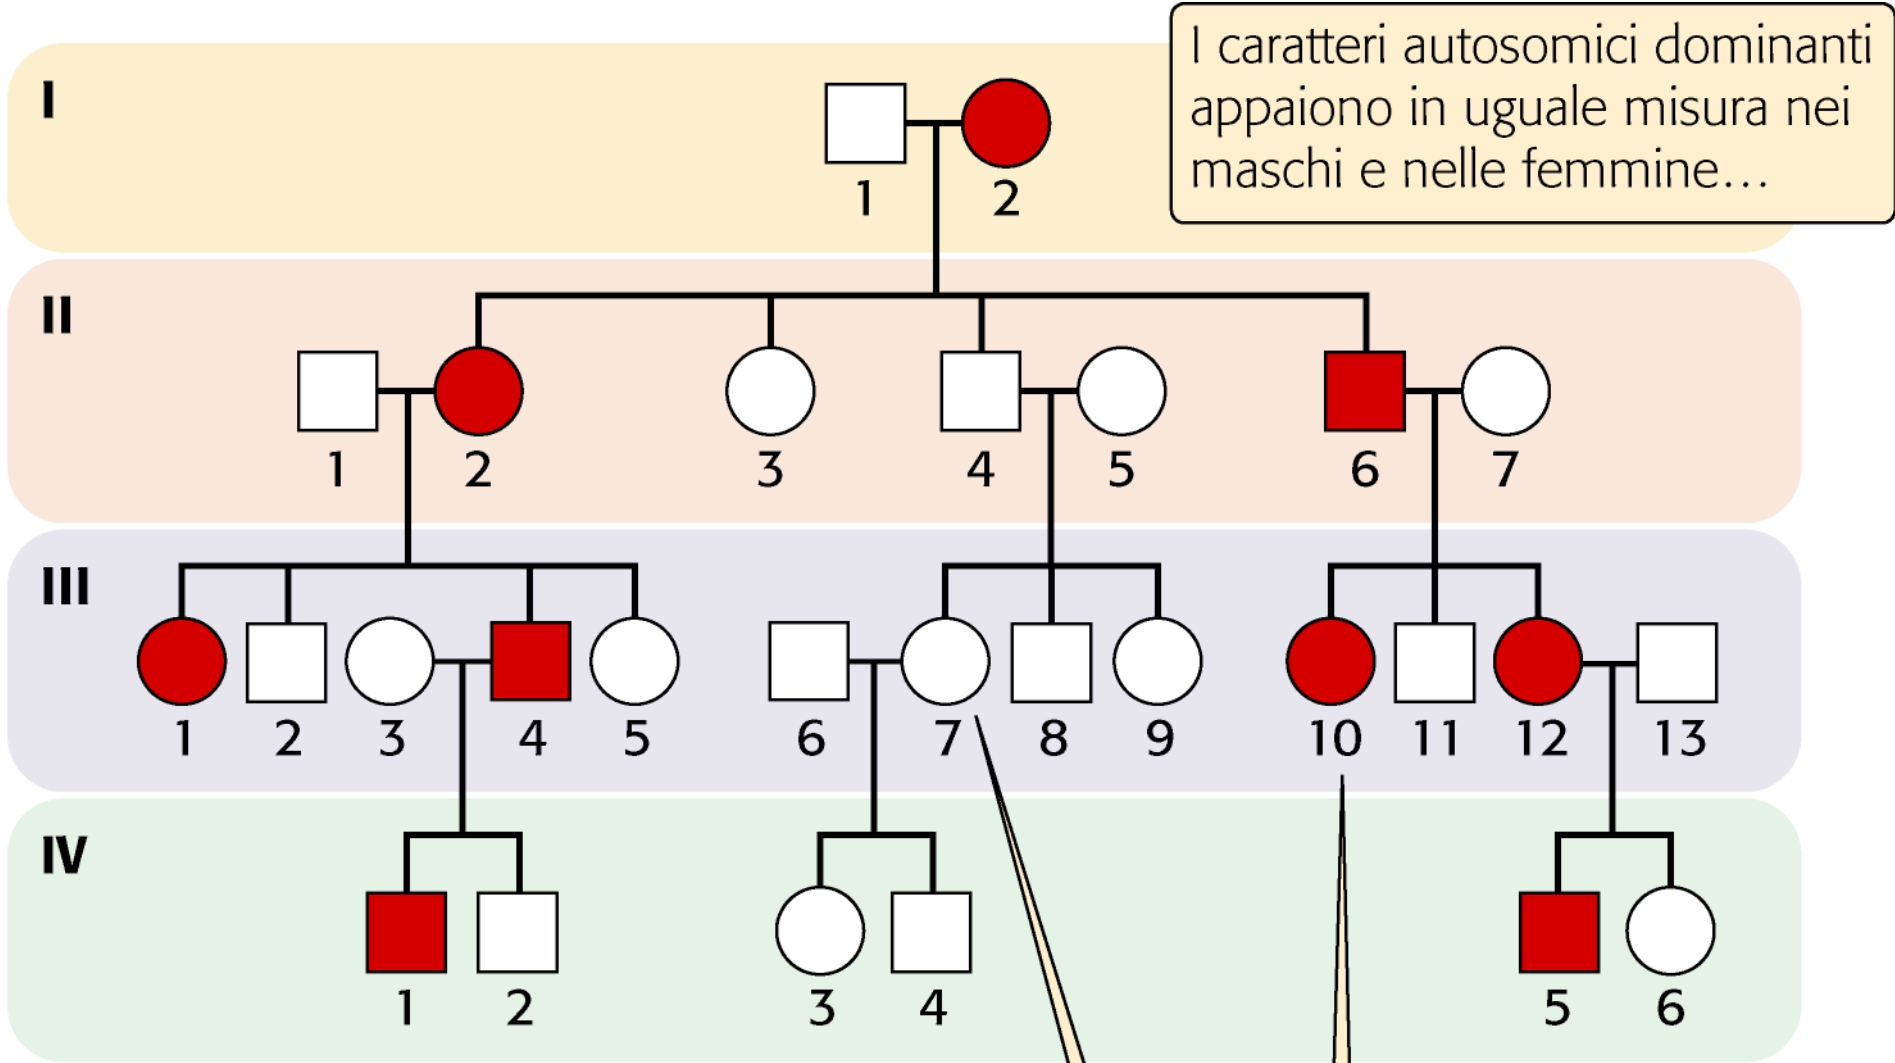 I caratteri autosomici dominanti
appaiono in uguale misura nei
maschi e nelle femmine...
I
1 2
II
1 2 3 4 5 6 7
III
1 2 3 4 5 6 7 8 9 10 11 12 13
IV
1 2 3 4 5 6